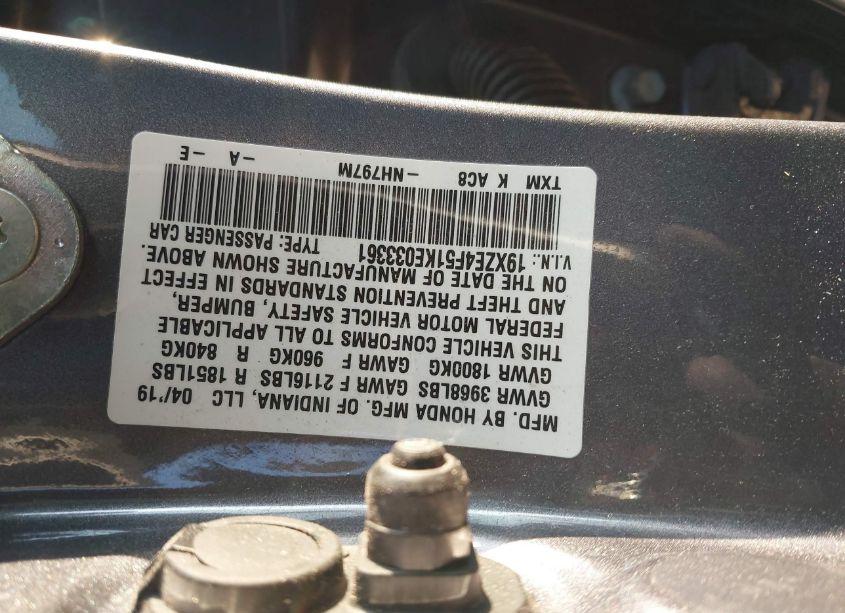 MFD. BY HONDA MFG. OF INDIANA, LLC 04/'19
GVWR 3968LBS GAWR F 2116LBS R 1851LBS
GVWR 1800KG GAWR F 960KG R 840KG
THIS VEHICLE CONFORMS TO ALL APPLICABLE
FEDERAL MOTOR VEHICLE SAFETY, BUMPER,
AND THEFT PREVENTION STANDARDS IN EFFECT
ON THE DATE OF MANUFACTURE SHOWN ABOVE.
V.I.N.: 19XZE4F51KE033361 TYPE: PASSENGER CAR
TXM K AC8 -NH797M -A -E